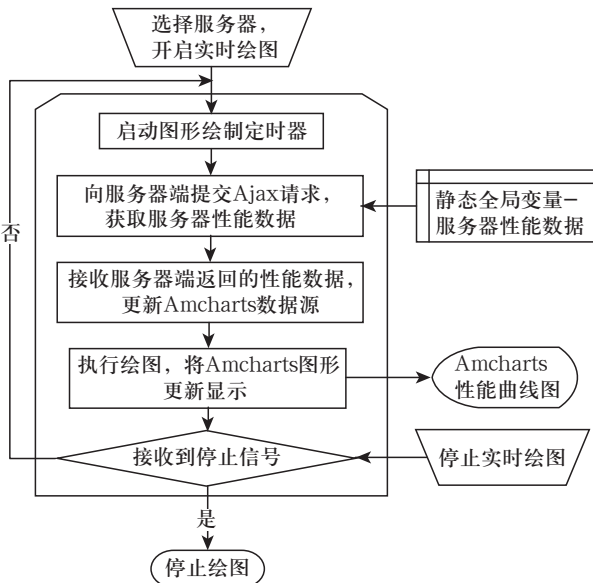 选择服务器，
开启实时绘图
启动图形绘制定时器
向服务器端提交Ajax请求，
获取服务器性能数据
静态全局变量–
服务器性能数据
否
接收服务器端返回的性能数据，
更新Amcharts数据源
执行绘图，将Amcharts图形
更新显示
Amcharts
性能曲线图
接收到停止信号
停止实时绘图
是
停止绘图